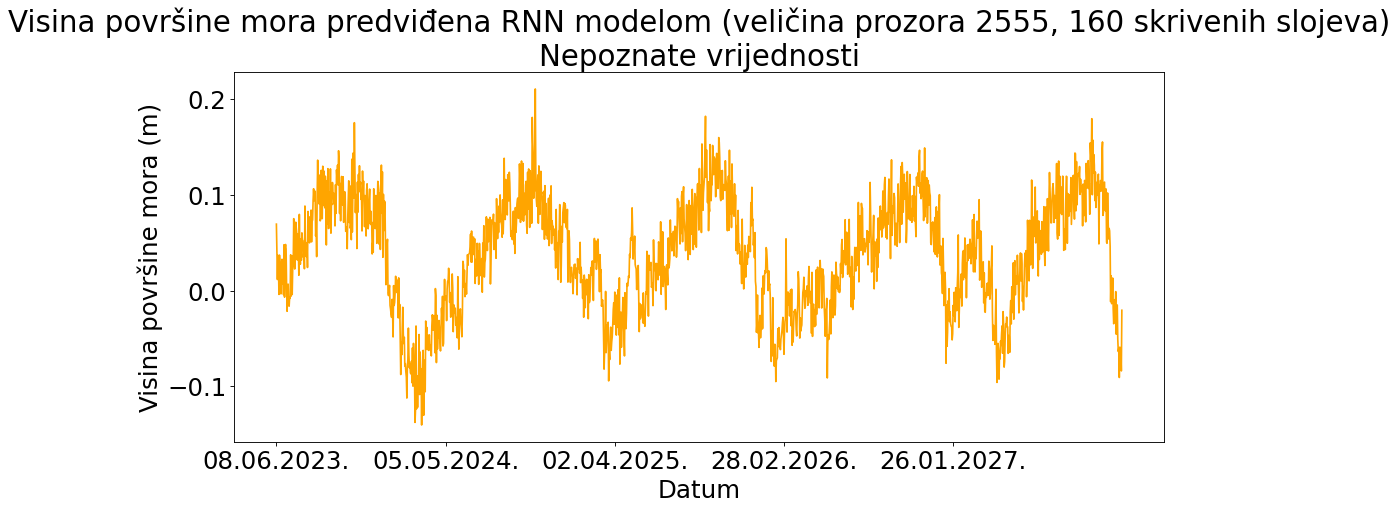 Visina površine mora predviđena RNN modelom (veličina prozora 2555, 160 skrivenih slojeva)
Nepoznate vrijednosti
Visina površine mora (m)
0.2
0.1
0.0
−0.1
08.06.2023. 05.05.2024. 02.04.2025. 28.02.2026. 26.01.2027.
Datum